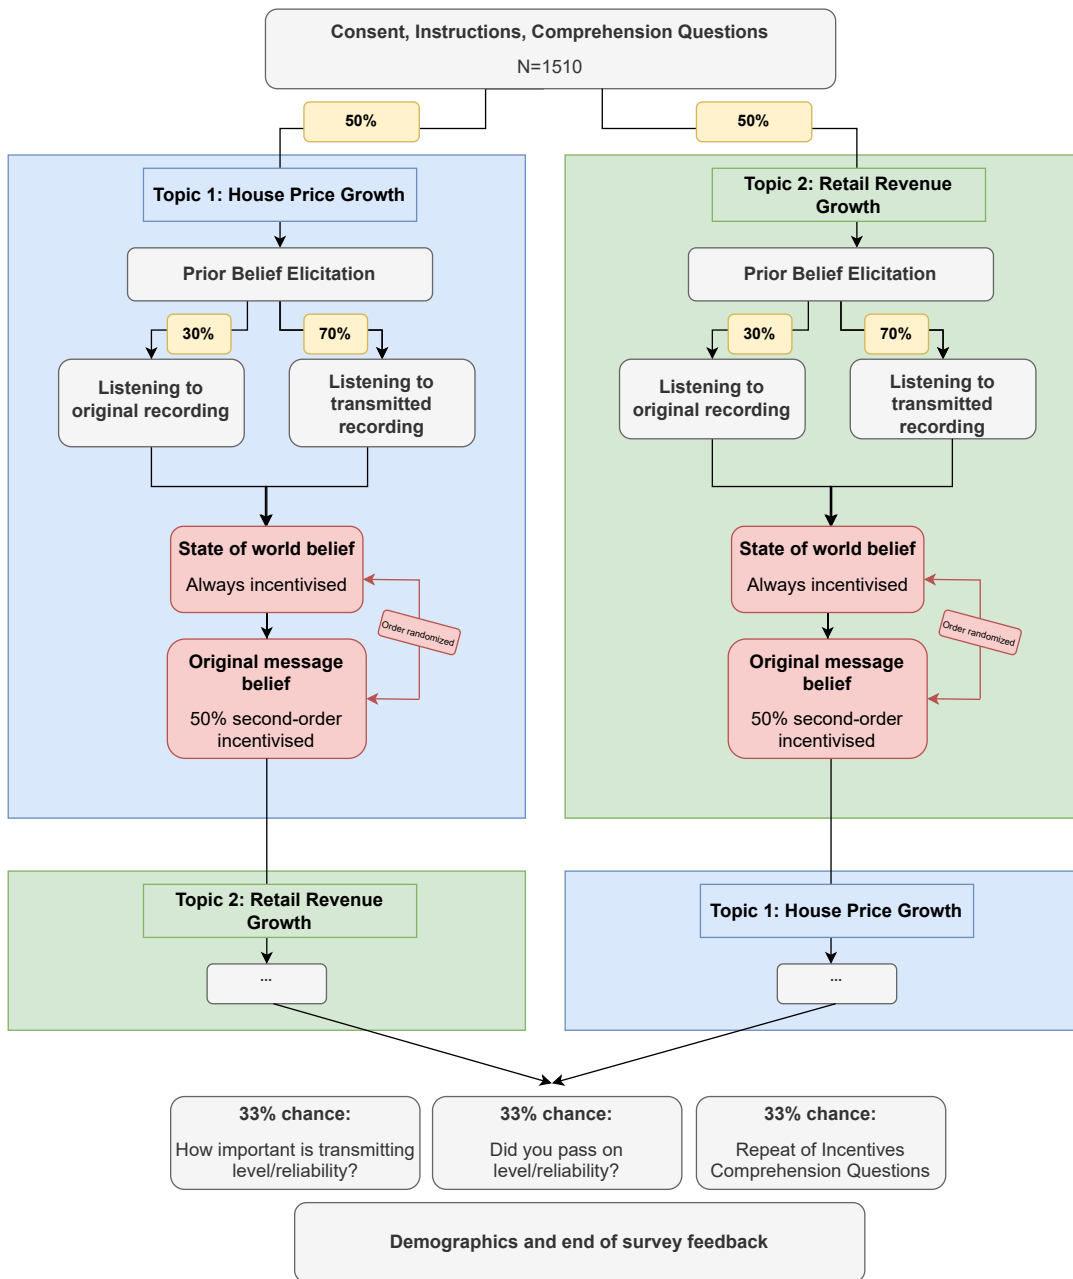 Consent, Instructions, Comprehension Questions
N=1510
50%
50%
Topic 1: House Price Growth
Prior Belief Elicitation
30%
70%
Listening to
original recording
Listening to
transmitted
recording
State of world belief
Always incentivised
Order randomized
Original message
belief
50% second-order
incentivised
Topic 2: Retail Revenue
Growth
Prior Belief Elicitation
30%
70%
Listening to
original recording
Listening to
transmitted
recording
State of world belief
Always incentivised
Order randomized
Original message
belief
50% second-order
incentivised
Topic 2: Retail Revenue
Growth
...
Topic 1: House Price Growth
...
33% chance:
How important is transmitting
level/reliability?
33% chance:
Did you pass on
level/reliability?
33% chance:
Repeat of Incentives
Comprehension Questions
Demographics and end of survey feedback